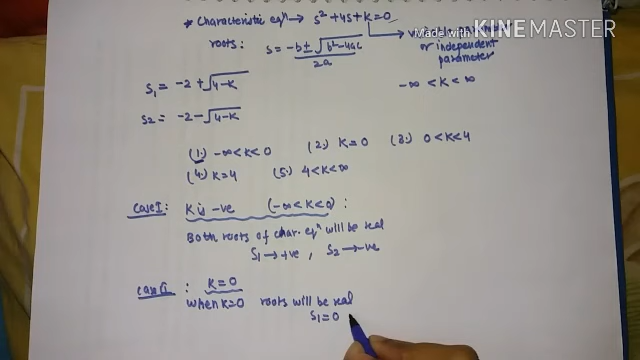 * Characteristic eqⁿ → s² + 4s + K = 0
Made with KINEMASTER
roots: s = -b ± √b² - 4ac / 2a
or independent
parameter
S₁ = -2 + √4-K
-∞ < K < ∞
S₂ = -2 - √4-K
(1.) -∞ < K < 0 (2.) K = 0 (3.) 0 < K < 4
(4.) K = 4 (5.) 4 < K < ∞
Case I: K is -ve (-∞ < K < 0) :
Both roots of char. eqⁿ will be real
S₁ → +ve, S₂ → -ve
Case II : K = 0
when K=0 roots will be real
S₁ = 0